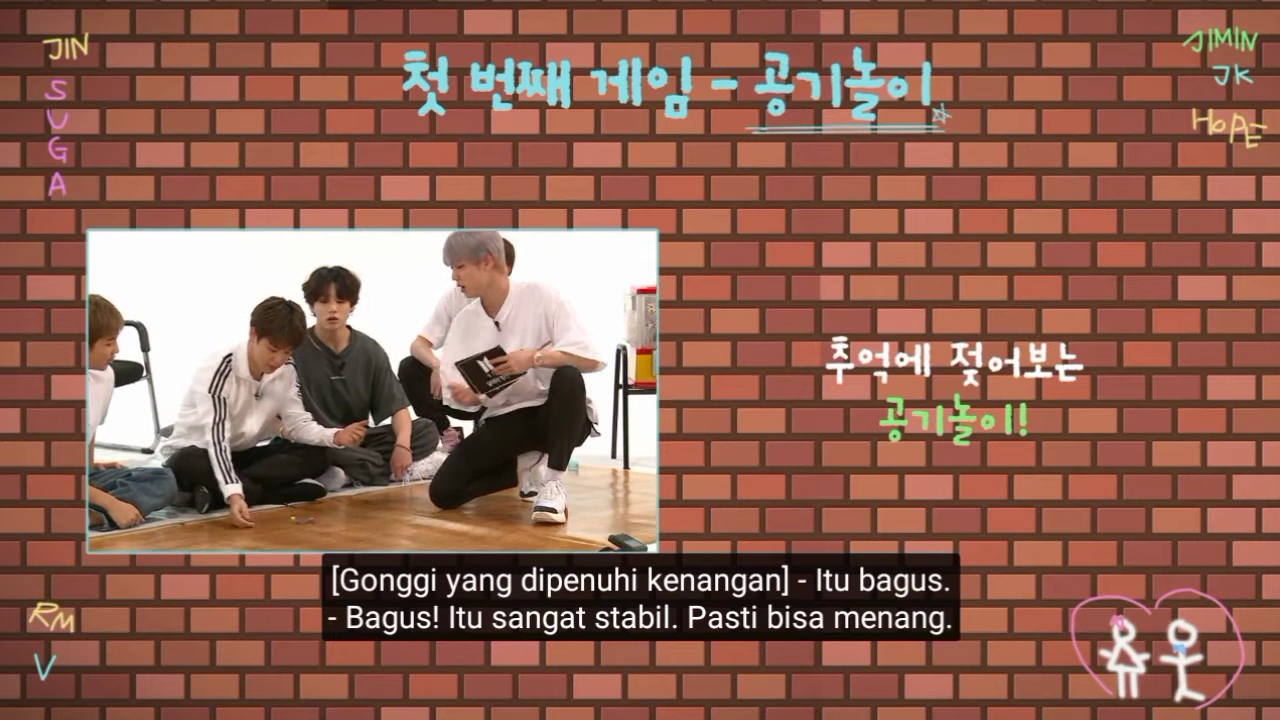 JIN
SUGA
첫 번째 게임 - 공기놀이
JIMIN
JK
HOPE
추억에 젖어보는
공기놀이!
[Gonggi yang dipenuhi kenangan] - Itu bagus.
- Bagus! Itu sangat stabil. Pasti bisa menang.
RM
V